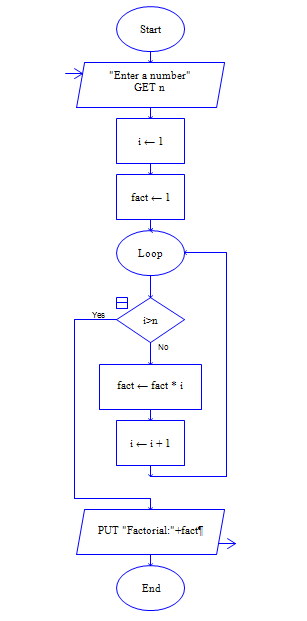 Start
"Enter a number"
GET n
i ← 1
fact ← 1
Loop
Yes
i>n
No
fact ← fact * i
i ← i + 1
PUT "Factorial:"+fact¶
End